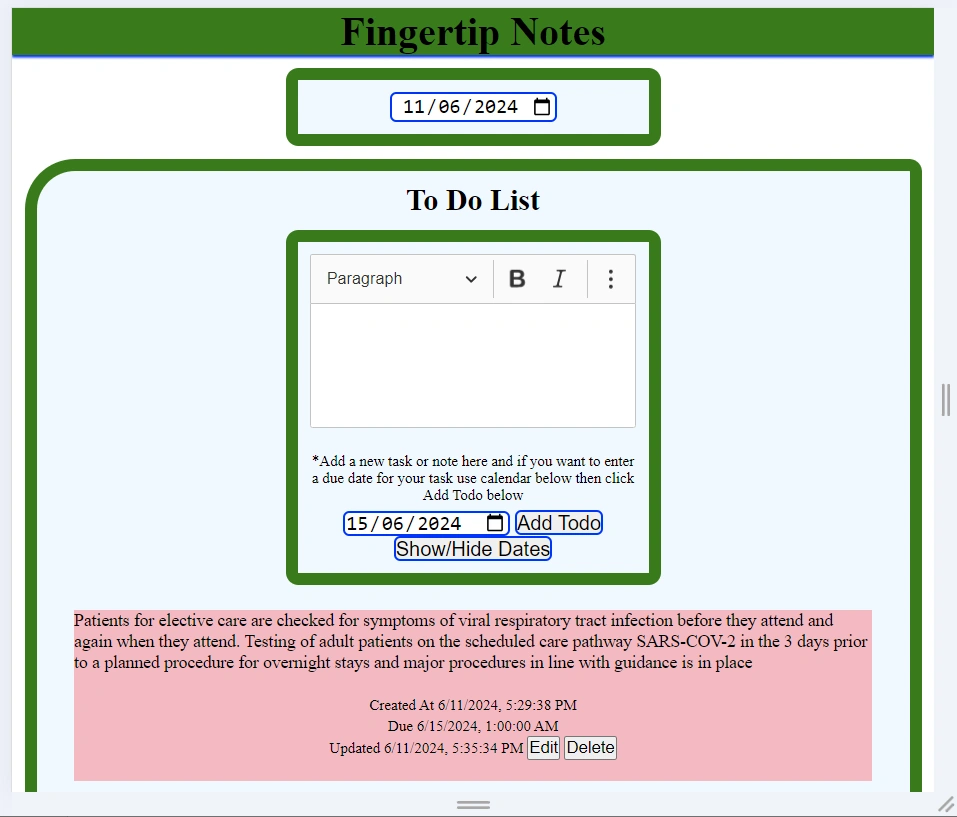 Fingertip Notes
11/06/2024
To Do List
Paragraph B I
*Add a new task or note here and if you want to enter
a due date for your task use calendar below then click
Add Todo below
15/06/2024 Add Todo
Show/Hide Dates
Patients for elective care are checked for symptoms of viral respiratory tract infection before they attend and
again when they attend. Testing of adult patients on the scheduled care pathway SARS-COV-2 in the 3 days prior
to a planned procedure for overnight stays and major procedures in line with guidance is in place
Created At 6/11/2024, 5:29:38 PM
Due 6/15/2024, 1:00:00 AM
Updated 6/11/2024, 5:35:34 PM Edit Delete